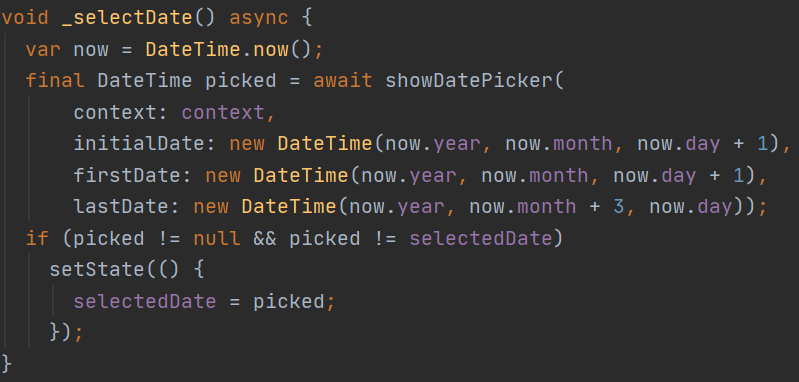 void _selectDate() async {
  var now = DateTime.now();
  final DateTime picked = await showDatePicker(
      context: context,
      initialDate: new DateTime(now.year, now.month, now.day + 1),
      firstDate: new DateTime(now.year, now.month, now.day + 1),
      lastDate: new DateTime(now.year, now.month + 3, now.day));
  if (picked != null && picked != selectedDate)
    setState(() {
      selectedDate = picked;
    });
}